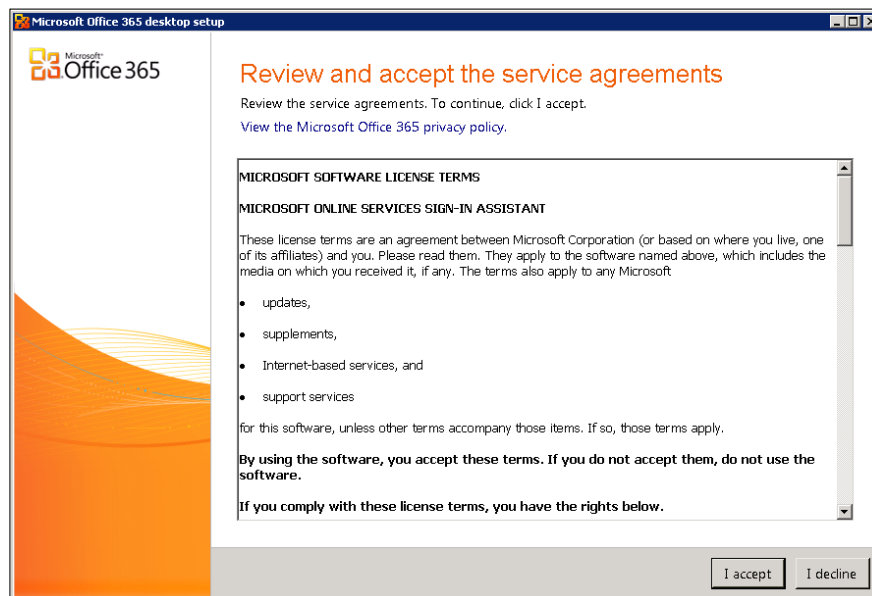 Microsoft Office 365 desktop setup
Microsoft®
Office 365
Review and accept the service agreements
Review the service agreements. To continue, click I accept.
View the Microsoft Office 365 privacy policy.
MICROSOFT SOFTWARE LICENSE TERMS
MICROSOFT ONLINE SERVICES SIGN-IN ASSISTANT
These license terms are an agreement between Microsoft Corporation (or based on where you live, one
of its affiliates) and you. Please read them. They apply to the software named above, which includes the
media on which you received it, if any. The terms also apply to any Microsoft
• updates,
• supplements,
• Internet-based services, and
• support services
for this software, unless other terms accompany those items. If so, those terms apply.
By using the software, you accept these terms. If you do not accept them, do not use the
software.
If you comply with these license terms, you have the rights below.
I accept
I decline